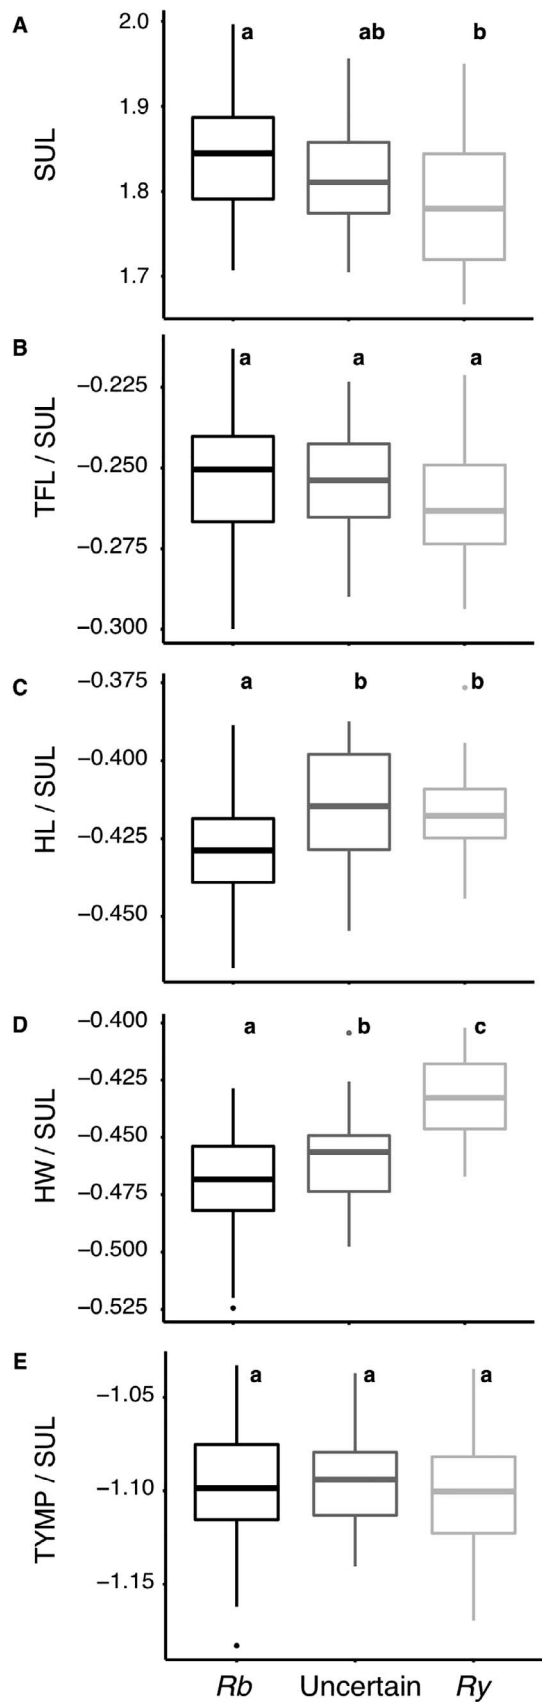 A
2.0
a
ab
b
1.9
SUL
1.8
1.7
B
a
a
a
−0.225
TFL / SUL
−0.250
−0.275
−0.300
C
−0.375
a
b
b
−0.400
HL / SUL
−0.425
−0.450
D
−0.400
a
b
c
−0.425
HW / SUL
−0.450
−0.475
−0.500
−0.525
E
a
a
a
−1.05
TYMP / SUL
−1.10
−1.15
Rb Uncertain Ry